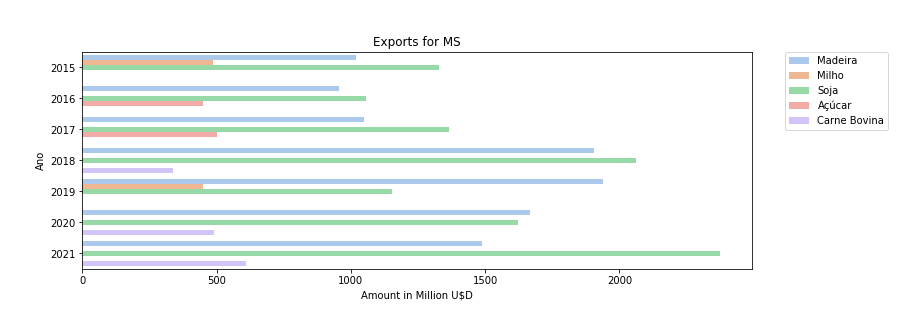 Exports for MS
Madeira
Milho
Soja
Açúcar
Carne Bovina
Ano
2015
2016
2017
2018
2019
2020
2021
0 500 1000 1500 2000
Amount in Million U$D